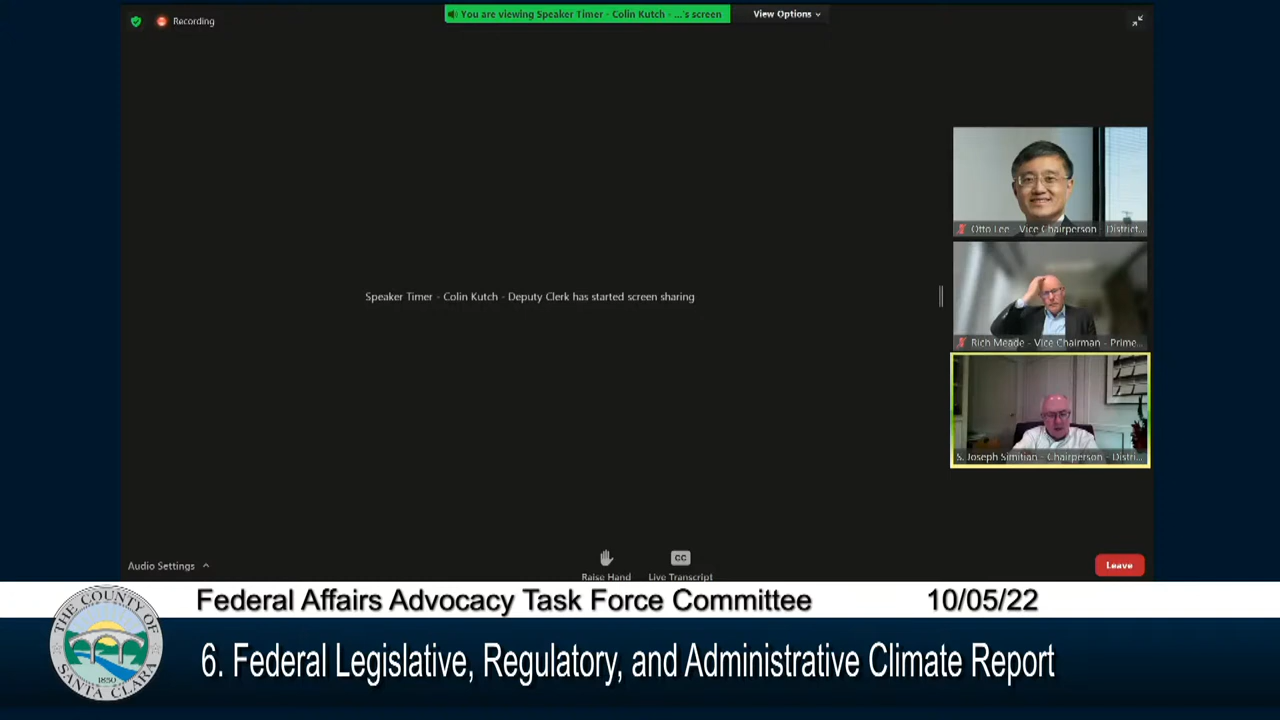 Recording
You are viewing Speaker Timer - Colin Kutch - ...'s screen
View Options
Speaker Timer - Colin Kutch - Deputy Clerk has started screen sharing
Otto Lee - Vice Chairperson - District...
Rich Meade - Vice Chairman - Prime...
S. Joseph Simitian - Chairperson - Distri...
Audio Settings
Raise Hand
CC
Live Transcript
Leave
Federal Affairs Advocacy Task Force Committee 10/05/22
THE COUNTY OF
SANTA CLARA
1850
6. Federal Legislative, Regulatory, and Administrative Climate Report